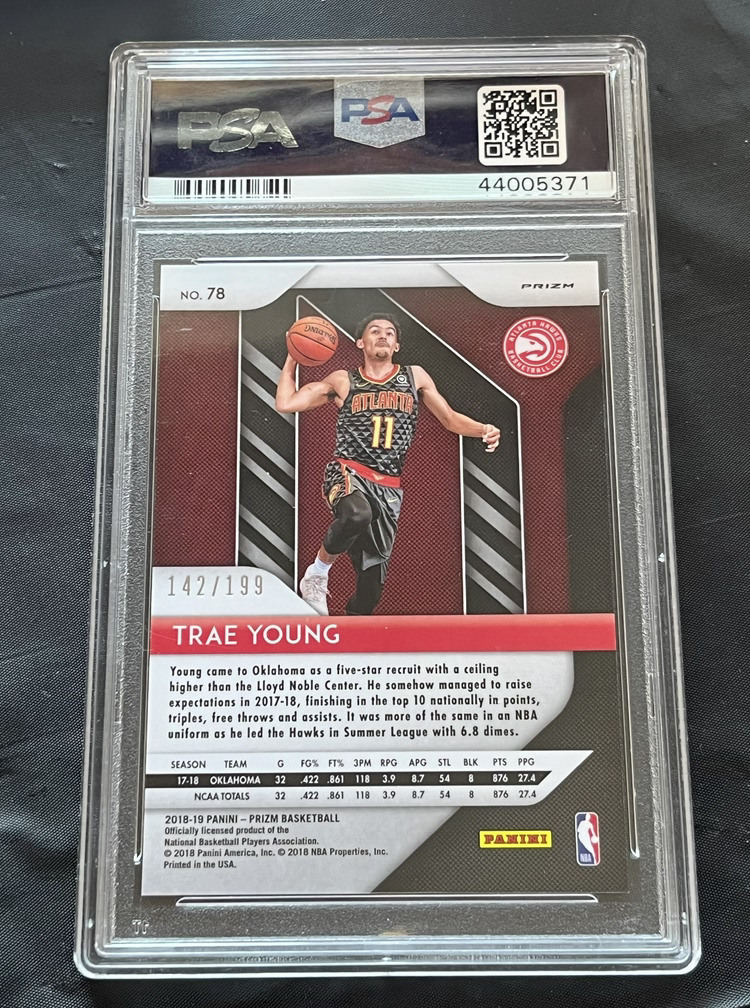 PSA
PSA
44005371
NO. 78
PRIZM
SPALDING
ATLANTA HAWKS
BASKETBALL CLUB
ATLANTA
11
142/199
TRAE YOUNG
Young came to Oklahoma as a five-star recruit with a ceiling
higher than the Lloyd Noble Center. He somehow managed to raise
expectations in 2017-18, finishing in the top 10 nationally in points,
triples, free throws and assists. It was more of the same in an NBA
uniform as he led the Hawks in Summer League with 6.8 dimes.
SEASON TEAM G FG% FT% 3PM RPG APG STL BLK PTS PPG
17-18 OKLAHOMA 32 .422 .861 118 3.9 8.7 54 8 876 27.4
NCAA TOTALS 32 .422 .861 118 3.9 8.7 54 8 876 27.4
2018-19 PANINI – PRIZM BASKETBALL
Officially licensed product of the
National Basketball Players Association.
© 2018 Panini America, Inc. © 2018 NBA Properties, Inc.
Printed in the USA.
PANINI
NBA